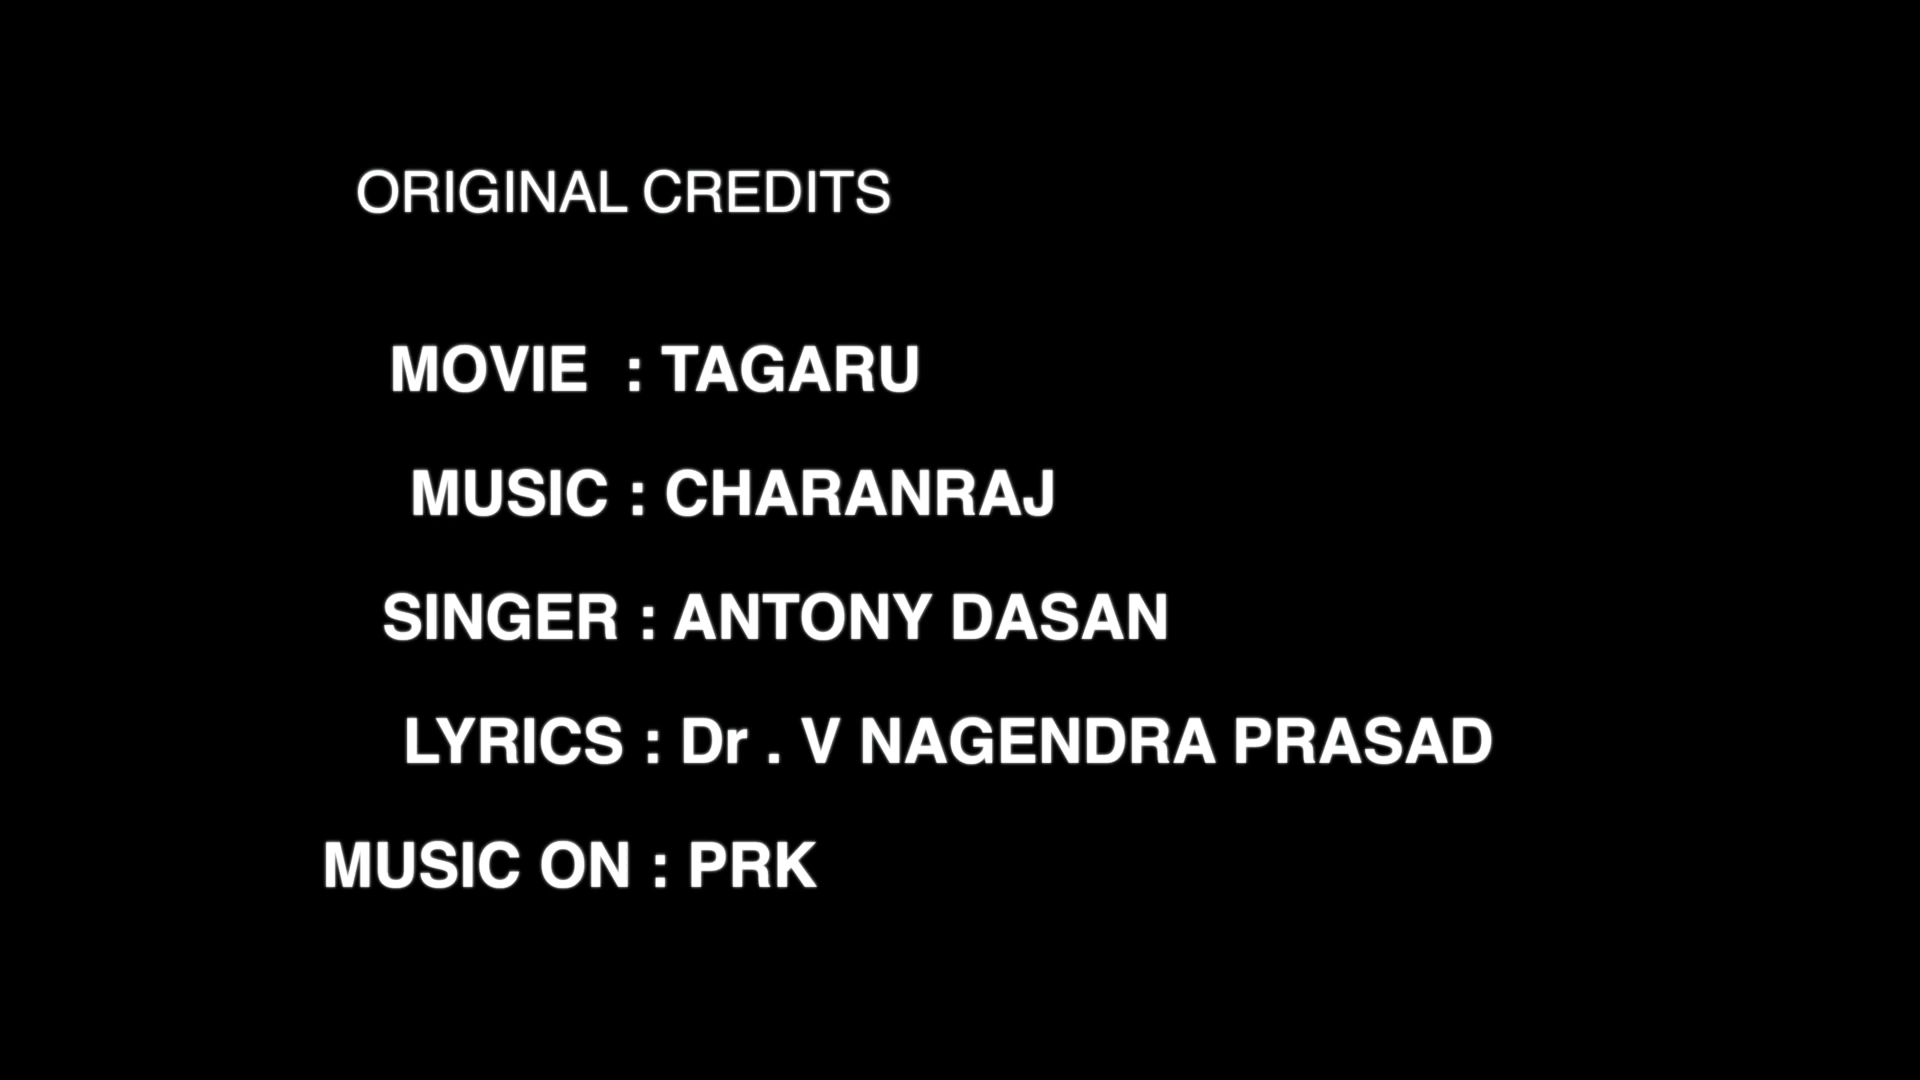 ORIGINAL CREDITS
MOVIE : TAGARU
MUSIC : CHARANRAJ
SINGER : ANTONY DASAN
LYRICS : Dr . V NAGENDRA PRASAD
MUSIC ON : PRK